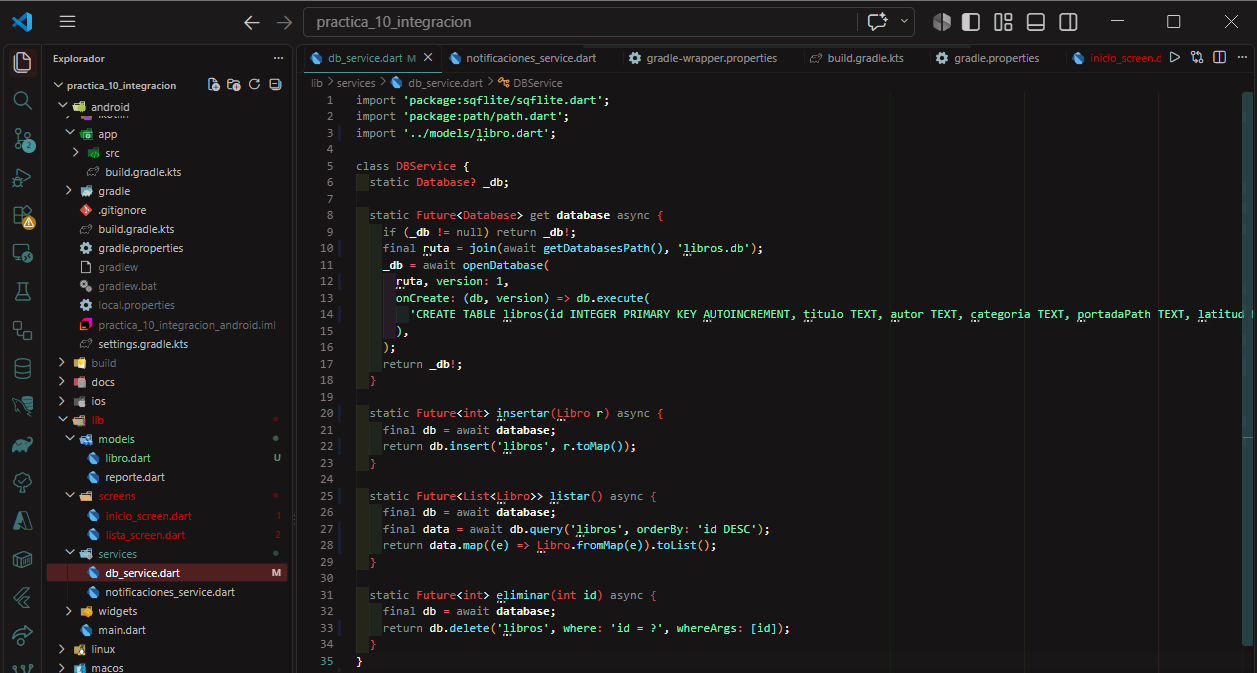 practica_10_integracion
Explorador
practica_10_integracion
android
kotlin
app
src
build.gradle.kts
gradle
.gitignore
build.gradle.kts
gradle.properties
gradlew
gradlew.bat
local.properties
practica_10_integracion_android.iml
settings.gradle.kts
build
docs
ios
lib
models
libro.dart U
reporte.dart
screens
inicio_screen.dart 1
lista_screen.dart 2
services
db_service.dart M
notificaciones_service.dart
widgets
main.dart
linux
macos
2
db_service.dart M
notificaciones_service.dart
gradle-wrapper.properties
build.gradle.kts
gradle.properties
inicio_screen.d
lib > services > db_service.dart > DBService
1 import 'package:sqflite/sqflite.dart';
2 import 'package:path/path.dart';
3 import '../models/libro.dart';
4
5 class DBService {
6 static Database? _db;
7
8 static Future<Database> get database async {
9 if (_db != null) return _db!;
10 final ruta = join(await getDatabasesPath(), 'libros.db');
11 _db = await openDatabase(
12 ruta, version: 1,
13 onCreate: (db, version) => db.execute(
14 'CREATE TABLE libros(id INTEGER PRIMARY KEY AUTOINCREMENT, titulo TEXT, autor TEXT, categoria TEXT, portadaPath TEXT, latitud
15 ),
16 );
17 return _db!;
18 }
19
20 static Future<int> insertar(Libro r) async {
21 final db = await database;
22 return db.insert('libros', r.toMap());
23 }
24
25 static Future<List<Libro>> listar() async {
26 final db = await database;
27 final data = await db.query('libros', orderBy: 'id DESC');
28 return data.map((e) => Libro.fromMap(e)).toList();
29 }
30
31 static Future<int> eliminar(int id) async {
32 final db = await database;
33 return db.delete('libros', where: 'id = ?', whereArgs: [id]);
34 }
35 }